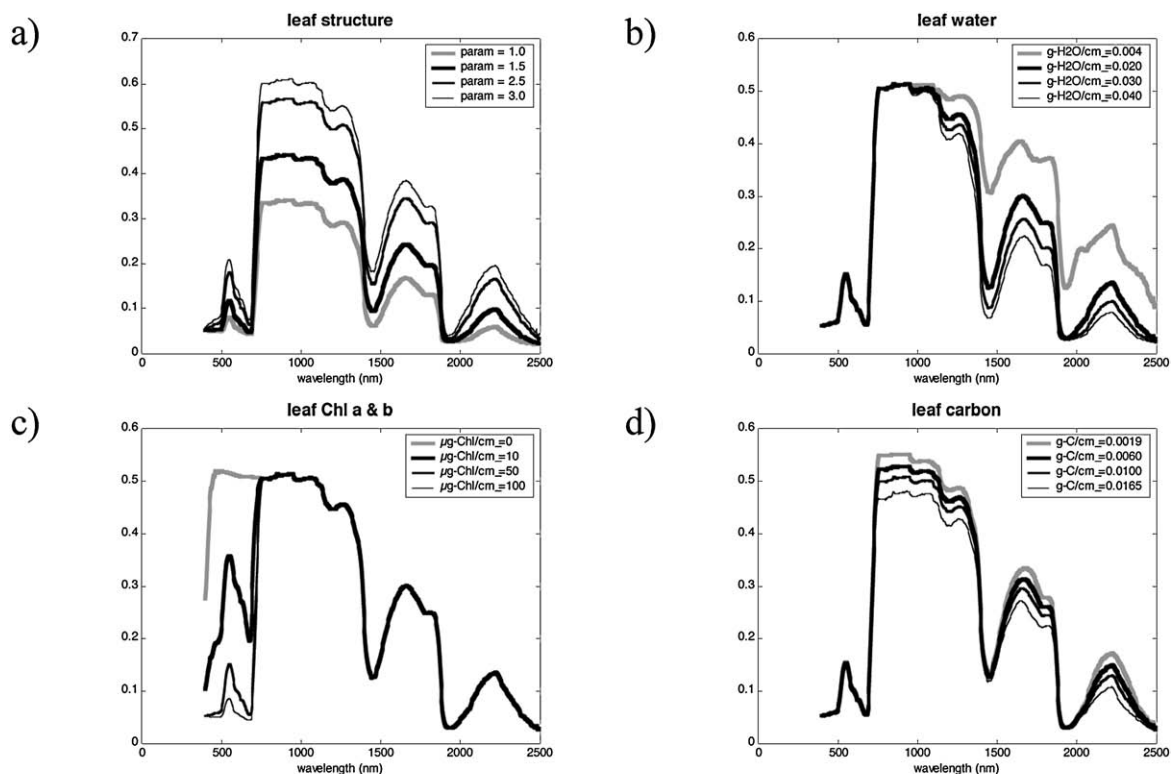 a)
leaf structure
param = 1.0
param = 1.5
param = 2.5
param = 3.0
0.7
0.6
0.5
0.4
0.3
0.2
0.1
0
0 500 1000 1500 2000 2500
wavelength (nm)
b)
leaf water
g-H2O/cm_=0.004
g-H2O/cm_=0.020
g-H2O/cm_=0.030
g-H2O/cm_=0.040
0.6
0.5
0.4
0.3
0.2
0.1
0
0 500 1000 1500 2000 2500
wavelength (nm)
c)
leaf Chl a & b
µg-Chl/cm_=0
µg-Chl/cm_=10
µg-Chl/cm_=50
µg-Chl/cm_=100
0.6
0.5
0.4
0.3
0.2
0.1
0
0 500 1000 1500 2000 2500
wavelength (nm)
d)
leaf carbon
g-C/cm_=0.0019
g-C/cm_=0.0060
g-C/cm_=0.0100
g-C/cm_=0.0165
0.6
0.5
0.4
0.3
0.2
0.1
0
0 500 1000 1500 2000 2500
wavelength (nm)